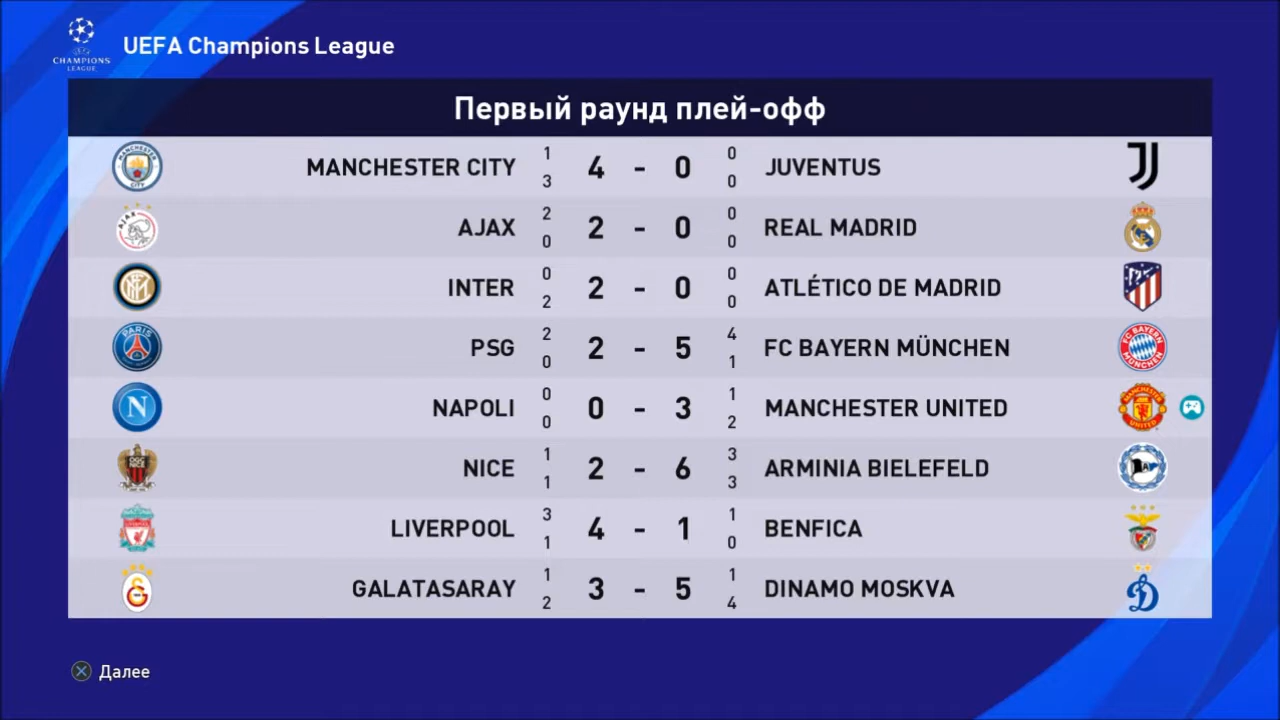 CHAMPIONS
LEAGUE
UEFA Champions League
Первый раунд плей-офф
MANCHESTER CITY 1 3 4 - 0 0 0 JUVENTUS
AJAX 2 0 2 - 0 0 0 REAL MADRID
INTER 0 2 2 - 0 0 0 ATLÉTICO DE MADRID
PSG 2 0 2 - 5 4 1 FC BAYERN MÜNCHEN
NAPOLI 0 0 0 - 3 1 2 MANCHESTER UNITED
NICE 1 1 2 - 6 3 3 ARMINIA BIELEFELD
LIVERPOOL 3 1 4 - 1 1 0 BENFICA
GALATASARAY 1 2 3 - 5 1 4 DINAMO MOSKVA
Далее